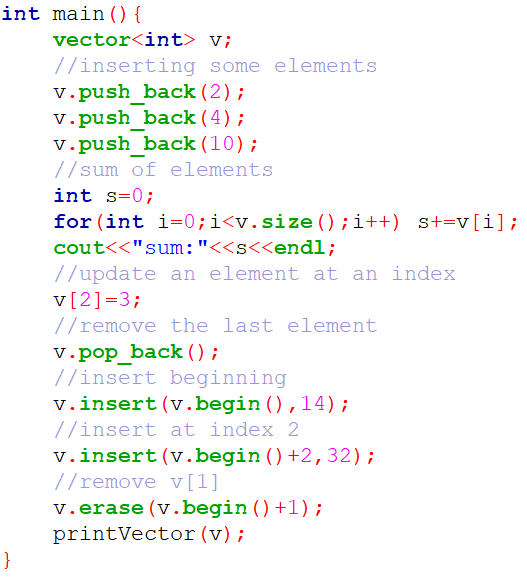 int main(){
    vector<int> v;
    //inserting some elements
    v.push_back(2);
    v.push_back(4);
    v.push_back(10);
    //sum of elements
    int s=0;
    for(int i=0;i<v.size();i++) s+=v[i];
    cout<<"sum:"<<s<<endl;
    //update an element at an index
    v[2]=3;
    //remove the last element
    v.pop_back();
    //insert beginning
    v.insert(v.begin(),14);
    //insert at index 2
    v.insert(v.begin()+2,32);
    //remove v[1]
    v.erase(v.begin()+1);
    printVector(v);
}